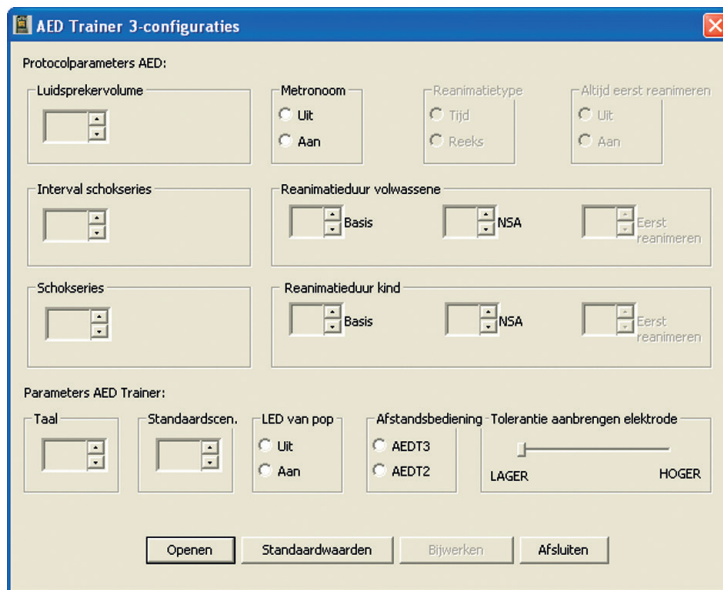 AED Trainer 3-configuraties
Protocolparameters AED:
Luidsprekervolume
Metronoom
Uit
Aan
Reanimatietype
Tijd
Reeks
Altijd eerst reanimeren
Uit
Aan
Interval schokseries
Reanimatieduur volwassene
Basis
NSA
Eerst
reanimeren
Schokseries
Reanimatieduur kind
Basis
NSA
Eerst
reanimeren
Parameters AED Trainer:
Taal
Standaardscen.
LED van pop
Uit
Aan
Afstandsbediening
AEDT3
AEDT2
Tolerantie aanbrengen elektrode
LAGER
HOGER
Openen
Standaardwaarden
Bijwerken
Afsluiten